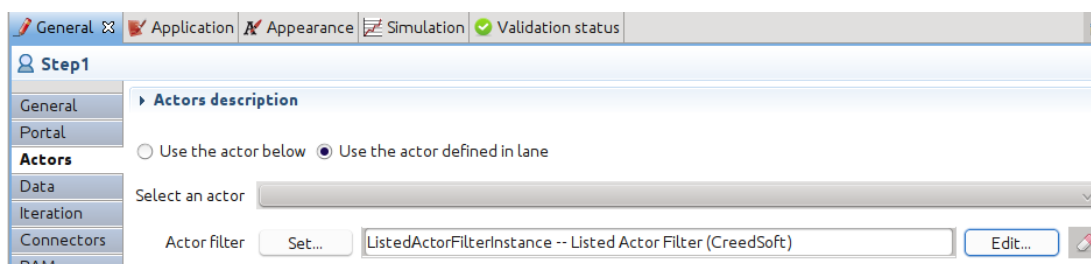 General Application Appearance Simulation Validation status
Step1
General
Actors description
Portal
Use the actor below Use the actor defined in lane
Actors
Data
Select an actor
Iteration
Connectors
Actor filter Set... ListedActorFilterInstance -- Listed Actor Filter (CreedSoft) Edit...